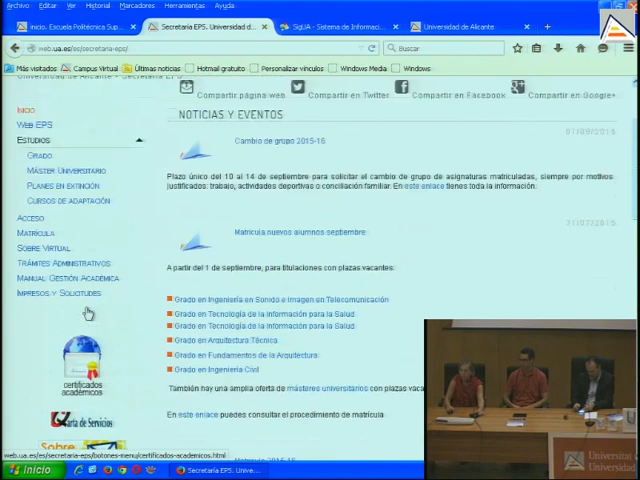 Archivo Editar Ver Historial Marcadores Herramientas Ayuda
inicio. Escuela Politécnica Sup... Secretaría EPS. Universidad d... SigUA - Sistema de Informaci... Universidad de Alicante
web.ua.es/es/secretaria-eps/ Buscar
Más visitados Campus Virtual Últimas noticias Hotmail gratuito Personalizar vínculos Windows Media Windows
Compartir página web Compartir en Twitter Compartir en Facebook Compartir en Google+
Inicio
Web EPS
Estudios
Grado
Máster Universitario
Planes en extinción
Cursos de adaptación
Acceso
Matrícula
Sobre Virtual
Trámites Administrativos
Manual Gestión Académica
Impresos y Solicitudes
certificados
académicos
Carta de Servicios
Sobre
Noticias y Eventos
Cambio de grupo 2015-16
Plazo único del 10 al 14 de septiembre para solicitar el cambio de grupo de asignaturas matriculadas, siempre por motivos
justificados: trabajo, actividades deportivas o conciliación familiar. En este enlace tienes toda la información.
Matrícula nuevos alumnos septiembre
A partir del 1 de septiembre, para titulaciones con plazas vacantes:
Grado en Ingeniería en Sonido e Imagen en Telecomunicación
Grado en Tecnología de la Información para la Salud
Grado en Tecnología de la Información para la Salud
Grado en Arquitectura Técnica
Grado en Fundamentos de la Arquitectura
Grado en Ingeniería Civil
También hay una amplia oferta de másteres universitarios con plazas vaca
En este enlace puedes consultar el procedimiento de matrícula
web.ua.es/es/secretaria-eps/botones-menu/certificados-academicos.html
Inicio Secretaría EPS. Unive...
Universitat
Universidad